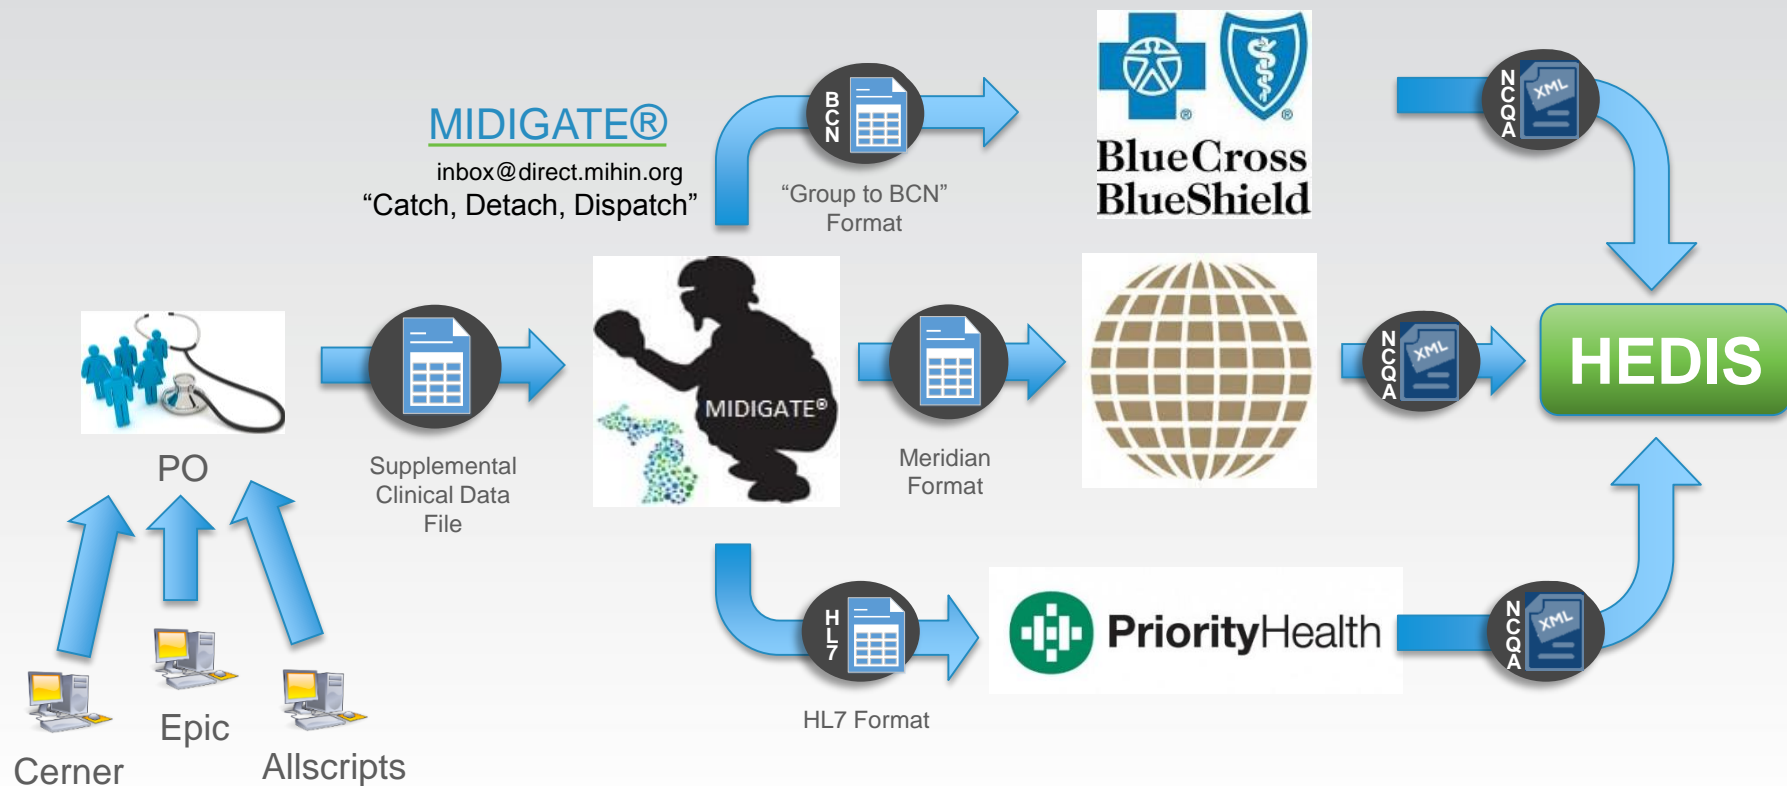 MIDIGATE®
inbox@direct.mihin.org
“Catch, Detach, Dispatch”
BCN
“Group to BCN”
Format
BlueCross
BlueShield
®
®
NCQA
XML
PO
Supplemental
Clinical Data
File
MIDIGATE®
Meridian
Format
NCQA
XML
HEDIS
Cerner
Epic
Allscripts
HL7
HL7 Format
PriorityHealth
NCQA
XML